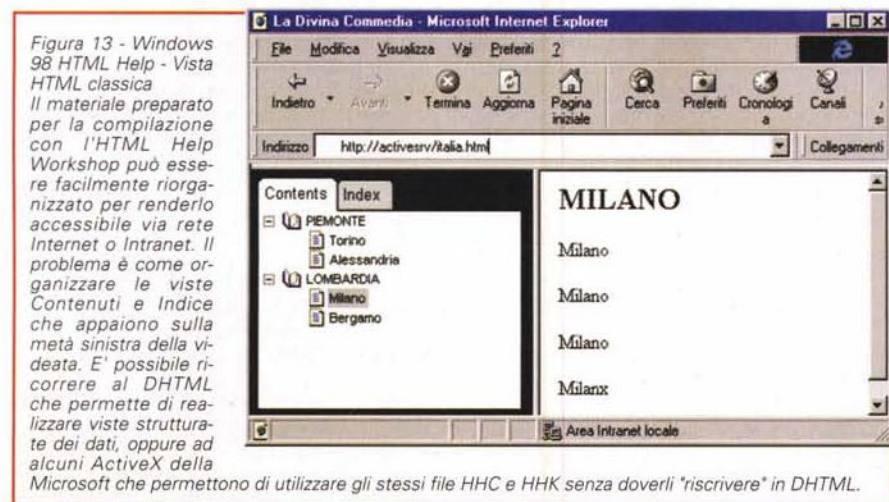 Figura 13 - Windows
98 HTML Help - Vista
HTML classica
Il materiale preparato
per la compilazione
con l'HTML Help
Workshop può esse-
re facilmente riorga-
nizzato per renderlo
accessibile via rete
Internet o Intranet. Il
problema è come or-
ganizzare le viste
Contenuti e Indice
che appaiono sulla
metà sinistra della vi-
deata. E' possibile ri-
correre al DHTML
che permette di rea-
lizzare viste struttura-
te dei dati, oppure ad
alcuni ActiveX della
Microsoft che permettono di utilizzare gli stessi file HHC e HHK senza doverli "riscrivere" in DHTML.
La Divina Commedia - Microsoft Internet Explorer
File Modifica Visualizza Vai Preferiti ?
Indietro Avanti Termina Aggiorna Pagina iniziale Cerca Preferiti Cronologia Canali
Indirizzo http://activesrv/italia.html Collegamenti
Contents Index
PIEMONTE
Torino
Alessandria
LOMBARDIA
Milano
Bergamo
MILANO
Milano
Milano
Milano
Milanx
Area Intranet locale